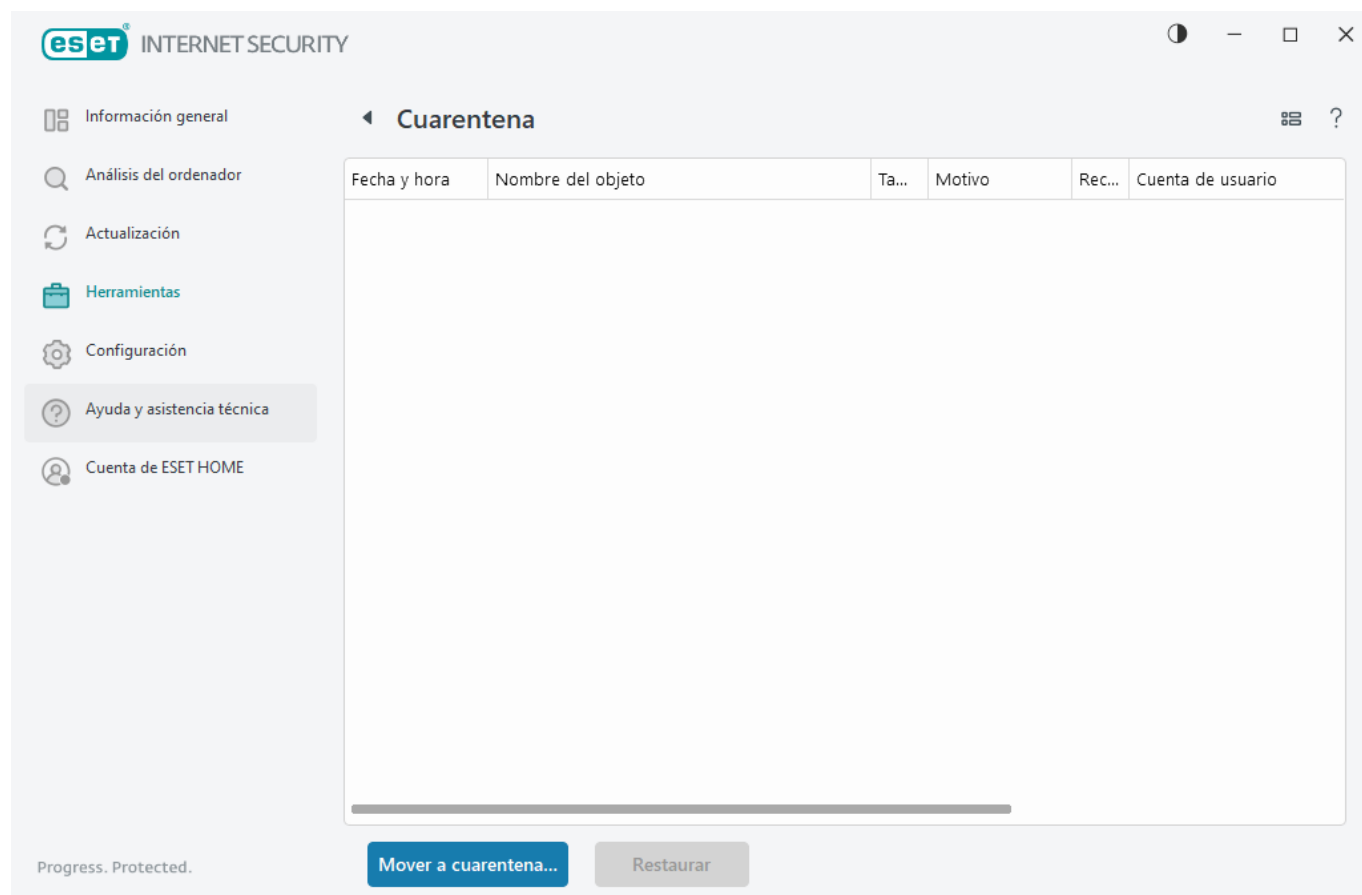 eset® INTERNET SECURITY
Información general
Análisis del ordenador
Actualización
Herramientas
Configuración
Ayuda y asistencia técnica
Cuenta de ESET HOME
Progress. Protected.
Cuarentena
?
Fecha y hora Nombre del objeto Ta... Motivo Rec... Cuenta de usuario
Mover a cuarentena... Restaurar